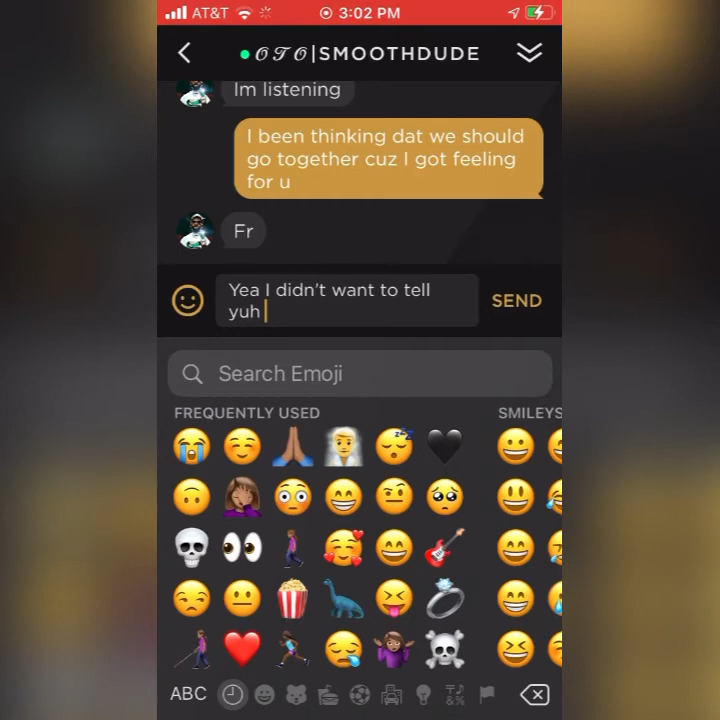 AT&T 3:02 PM
𝒪𝒯𝒪|SMOOTHDUDE
Im listening
I been thinking dat we should
go together cuz I got feeling
for u
Fr
Yea I didn't want to tell
yuh
SEND
Search Emoji
FREQUENTLY USED SMILEYS
ABC